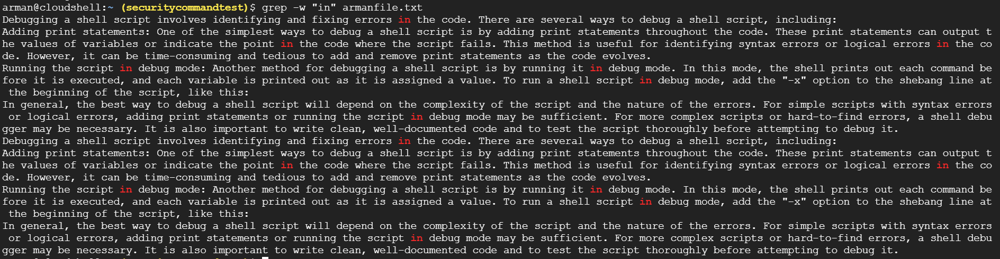 arman@cloudshell:~ (securitycommandtest)$ grep -w "in" armanfile.txt
Debugging a shell script involves identifying and fixing errors in the code. There are several ways to debug a shell script, including:
Adding print statements: One of the simplest ways to debug a shell script is by adding print statements throughout the code. These print statements can output t
he values of variables or indicate the point in the code where the script fails. This method is useful for identifying syntax errors or logical errors in the co
de. However, it can be time-consuming and tedious to add and remove print statements as the code evolves.
Running the script in debug mode: Another method for debugging a shell script is by running it in debug mode. In this mode, the shell prints out each command be
fore it is executed, and each variable is printed out as it is assigned a value. To run a shell script in debug mode, add the "-x" option to the shebang line at
 the beginning of the script, like this:
In general, the best way to debug a shell script will depend on the complexity of the script and the nature of the errors. For simple scripts with syntax errors
 or logical errors, adding print statements or running the script in debug mode may be sufficient. For more complex scripts or hard-to-find errors, a shell debu
gger may be necessary. It is also important to write clean, well-documented code and to test the script thoroughly before attempting to debug it.
Debugging a shell script involves identifying and fixing errors in the code. There are several ways to debug a shell script, including:
Adding print statements: One of the simplest ways to debug a shell script is by adding print statements throughout the code. These print statements can output t
he values of variables or indicate the point in the code where the script fails. This method is useful for identifying syntax errors or logical errors in the co
de. However, it can be time-consuming and tedious to add and remove print statements as the code evolves.
Running the script in debug mode: Another method for debugging a shell script is by running it in debug mode. In this mode, the shell prints out each command be
fore it is executed, and each variable is printed out as it is assigned a value. To run a shell script in debug mode, add the "-x" option to the shebang line at
 the beginning of the script, like this:
In general, the best way to debug a shell script will depend on the complexity of the script and the nature of the errors. For simple scripts with syntax errors
 or logical errors, adding print statements or running the script in debug mode may be sufficient. For more complex scripts or hard-to-find errors, a shell debu
gger may be necessary. It is also important to write clean, well-documented code and to test the script thoroughly before attempting to debug it.